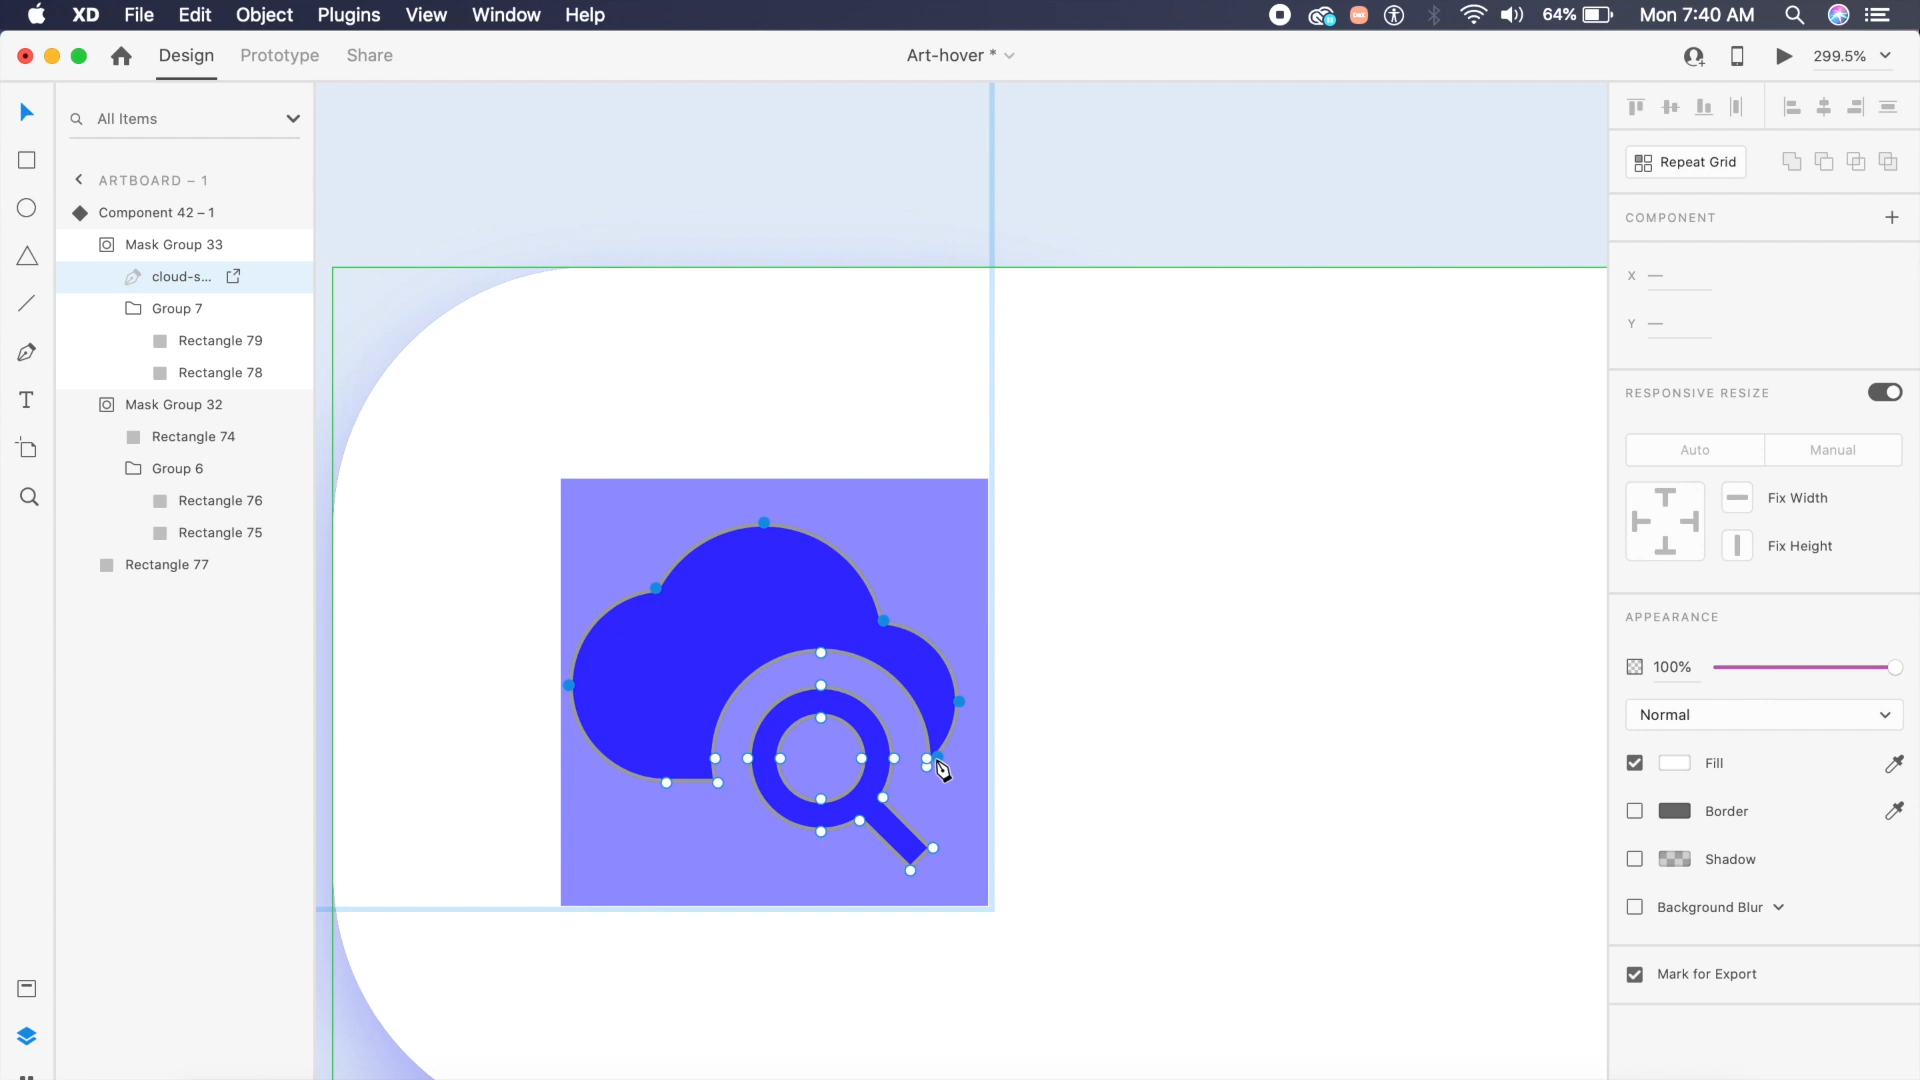 XD File Edit Object Plugins View Window Help 64% Mon 7:40 AM
Design Prototype Share Art-hover * 299.5%
All Items
ARTBOARD – 1
Component 42 – 1
Mask Group 33
cloud-s...
Group 7
Rectangle 79
Rectangle 78
Mask Group 32
Rectangle 74
Group 6
Rectangle 76
Rectangle 75
Rectangle 77
Repeat Grid
COMPONENT
X —
Y —
RESPONSIVE RESIZE
Auto Manual
Fix Width
Fix Height
APPEARANCE
100%
Normal
Fill
Border
Shadow
Background Blur
Mark for Export